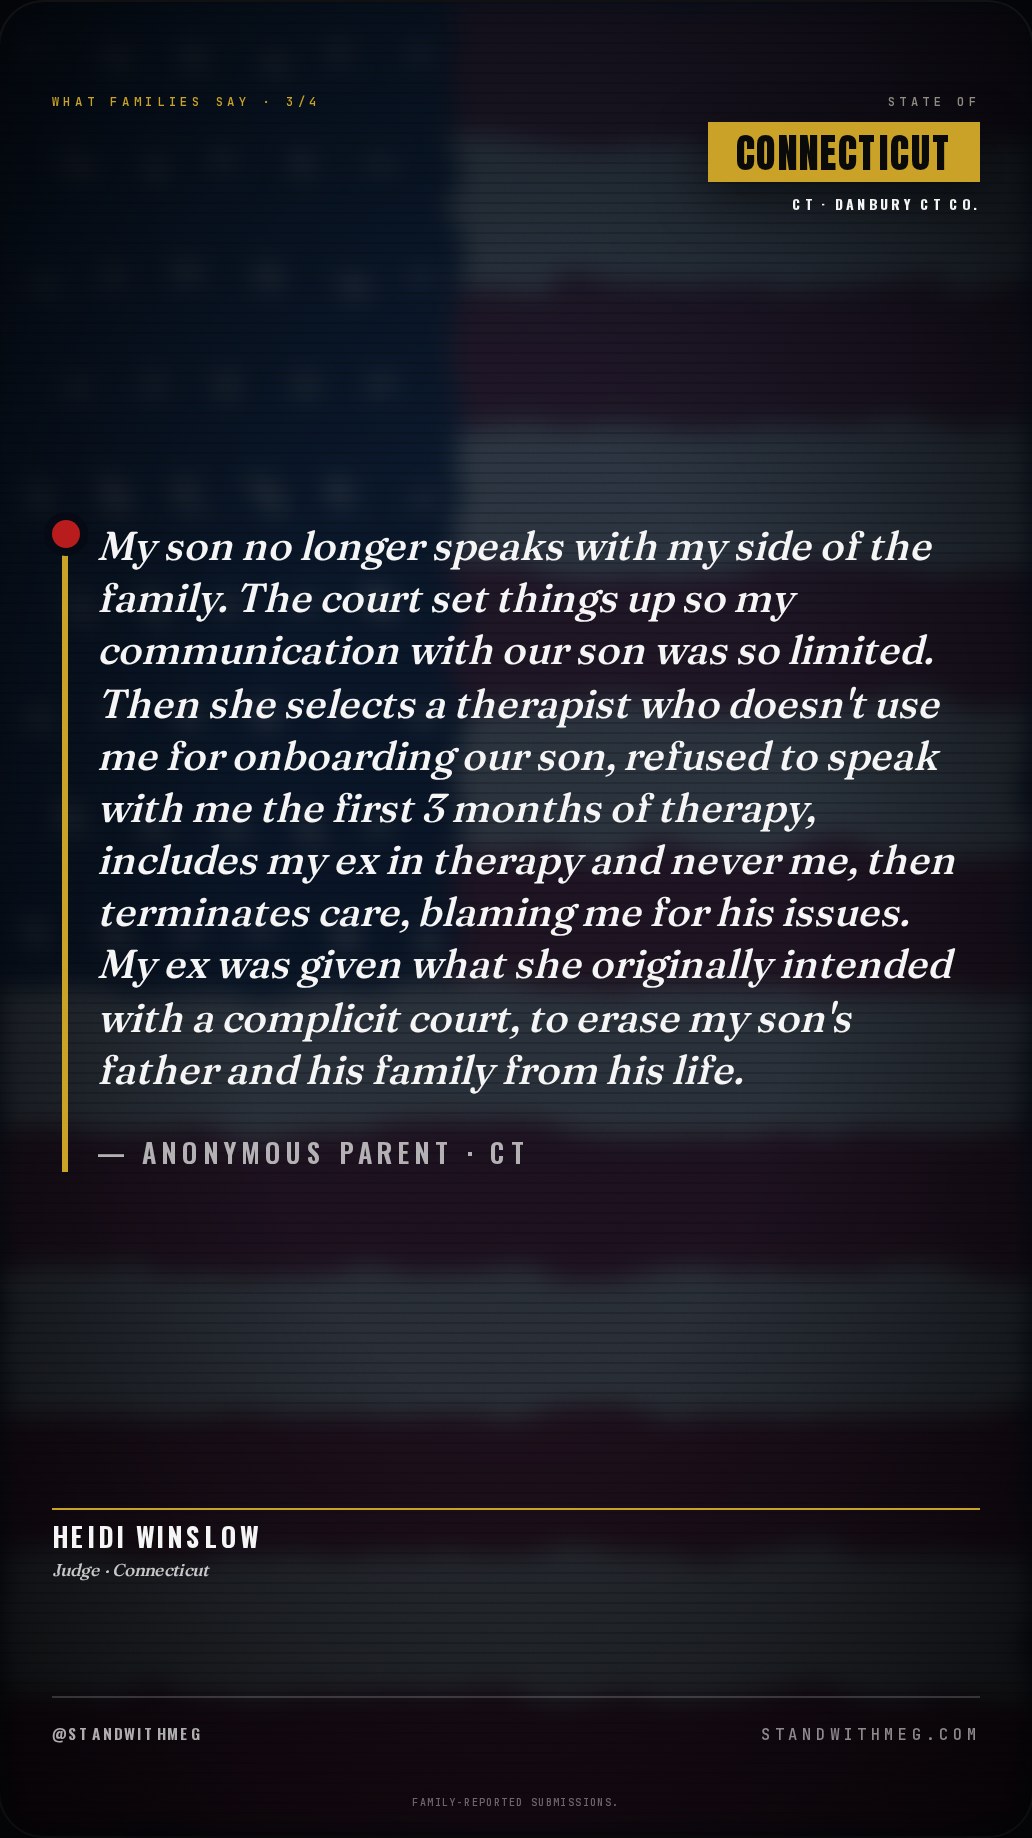 WHAT FAMILIES SAY · 3/4
STATE OF
CONNECTICUT
CT · DANBURY CT CO.
My son no longer speaks with my side of the
family. The court set things up so my
communication with our son was so limited.
Then she selects a therapist who doesn't use
me for onboarding our son, refused to speak
with me the first 3 months of therapy,
includes my ex in therapy and never me, then
terminates care, blaming me for his issues.
My ex was given what she originally intended
with a complicit court, to erase my son's
father and his family from his life.
— ANONYMOUS PARENT · CT
HEIDI WINSLOW
Judge · Connecticut
@STANDWITHMEG
STANDWITHMEG.COM
FAMILY-REPORTED SUBMISSIONS.